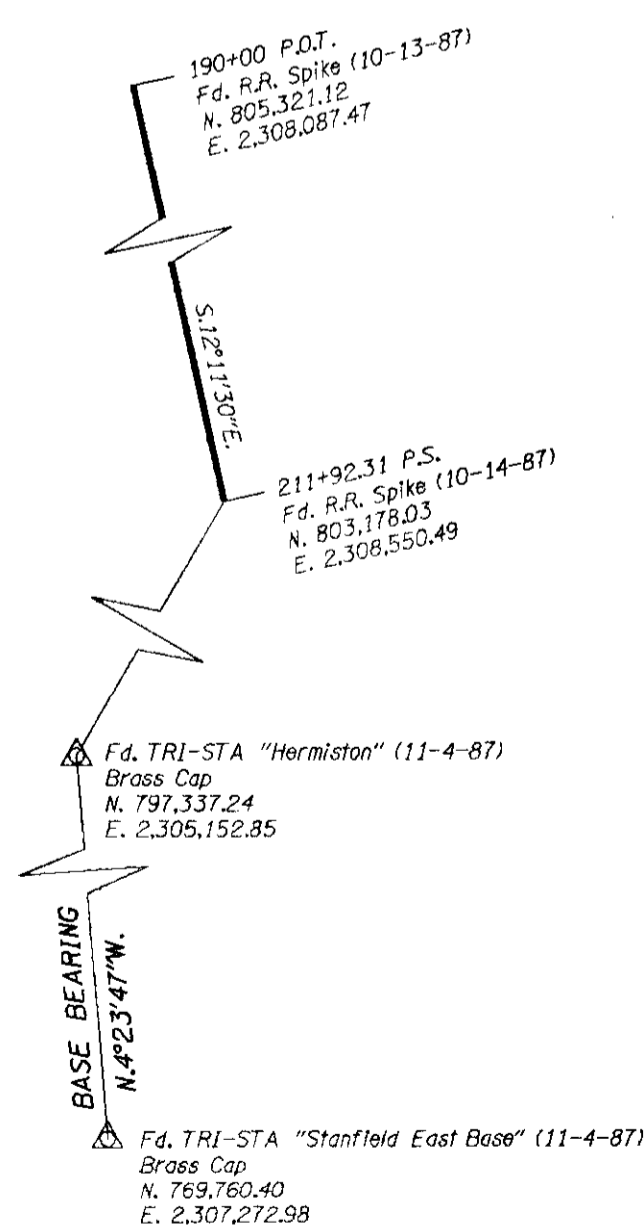 190+00 P.O.T.
Fd. R.R. Spike (10-13-87)
N. 805,321.12
E. 2,308,087.47
S.12°11'30"E.
211+92.31 P.S.
Fd. R.R. Spike (10-14-87)
N. 803,178.03
E. 2,308,550.49
Fd. TRI-STA "Hermiston" (11-4-87)
Brass Cap
N. 797,337.24
E. 2,305,152.85
BASE BEARING
N.4°23'47"W.
Fd. TRI-STA "Stanfield East Base" (11-4-87)
Brass Cap
N. 769,760.40
E. 2,307,272.98